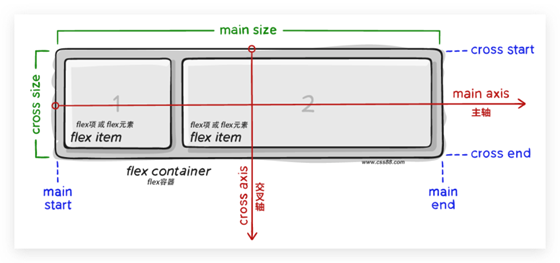 main size
cross start
cross size
1
2
main axis
主轴
flex项 或 flex元素
flex item
flex项 或 flex元素
flex item
cross end
www.css88.com
flex container
flex容器
cross axis
交叉轴
main start
main end